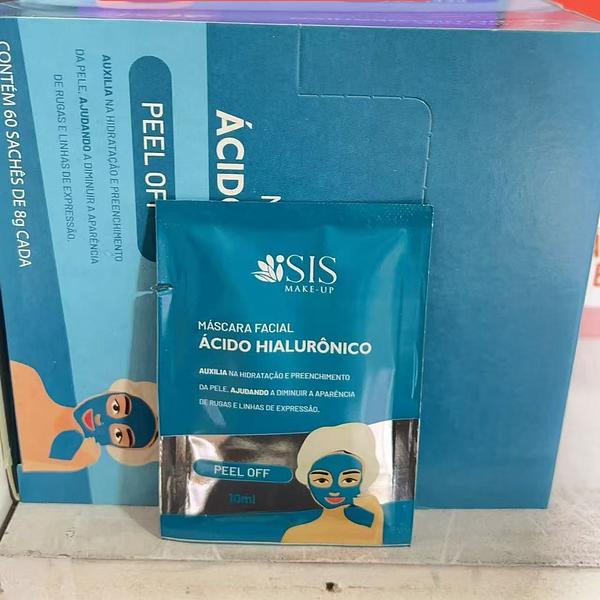 CONTÉM 60 SACHÊS DE 8g CADA
AUXILIA NA HIDRATAÇÃO E PREENCHIMENTO
DA PELE, AJUDANDO A DIMINUIR A APARÊNCIA
DE RUGAS E LINHAS DE EXPRESSÃO.
PEEL OFF
ÁCIDO
iSIS
MAKE-UP
MÁSCARA FACIAL
ÁCIDO HIALURÔNICO
AUXILIA NA HIDRATAÇÃO E PREENCHIMENTO
DA PELE, AJUDANDO A DIMINUIR A APARÊNCIA
DE RUGAS E LINHAS DE EXPRESSÃO.
PEEL OFF
10ml